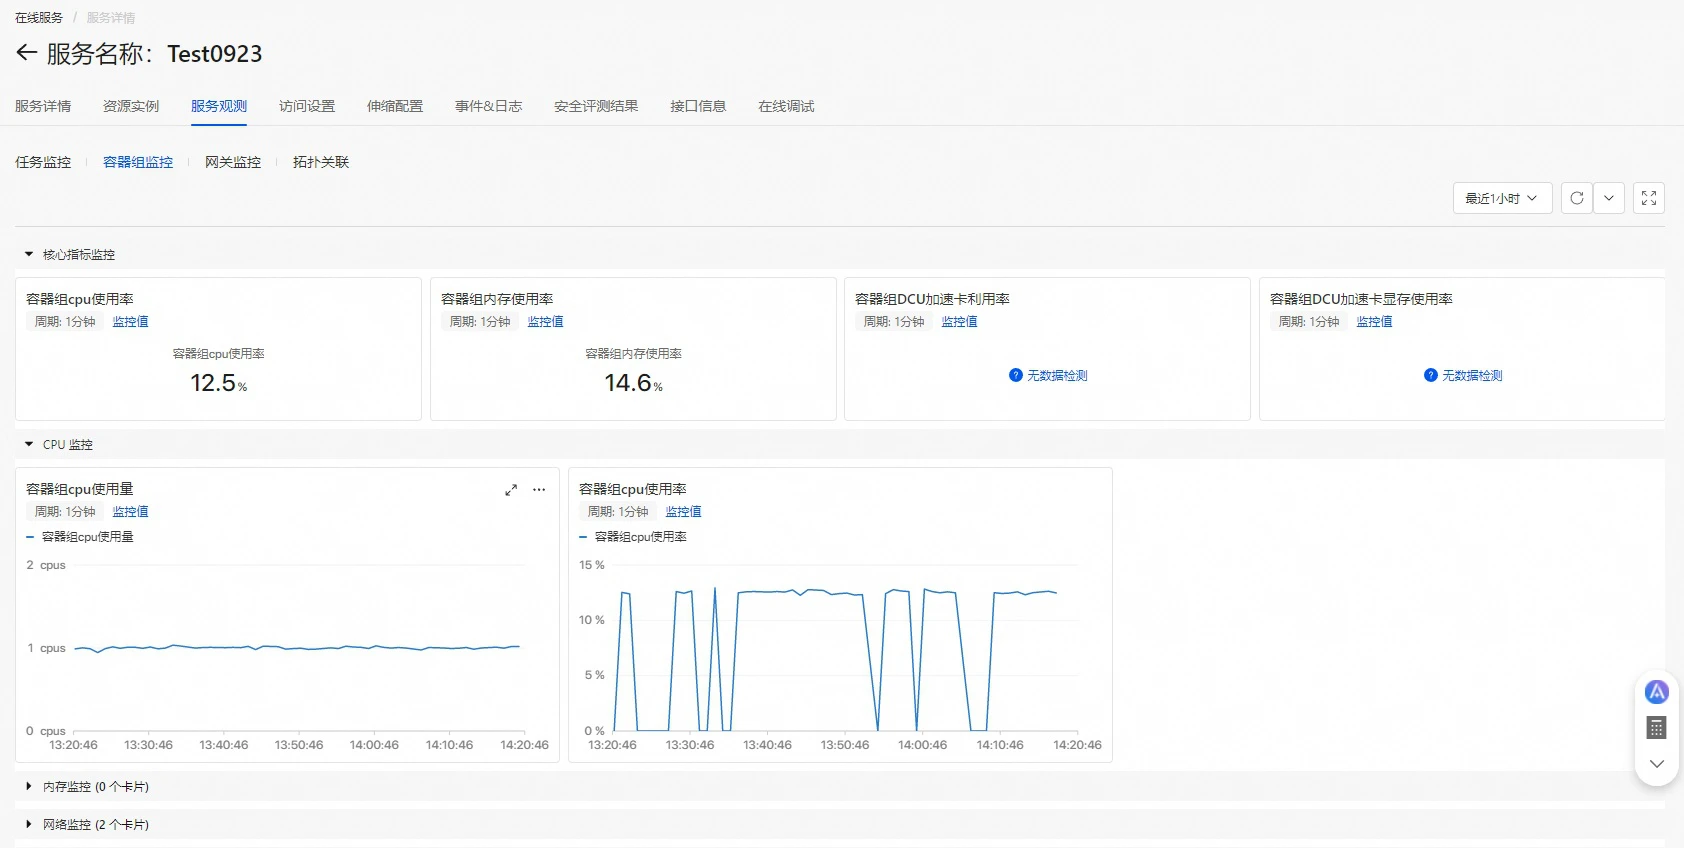 在线服务 / 服务详情
服务名称：Test0923
服务详情 资源实例 服务观测 访问设置 伸缩配置 事件&日志 安全评测结果 接口信息 在线调试
任务监控 容器组监控 网关监控 拓扑关联
最近1小时
核心指标监控
容器组cpu使用率
周期: 1分钟 监控值
容器组cpu使用率
12.5%
容器组内存使用率
周期: 1分钟 监控值
容器组内存使用率
14.6%
容器组DCU加速卡利用率
周期: 1分钟 监控值
无数据检测
容器组DCU加速卡显存使用率
周期: 1分钟 监控值
无数据检测
CPU 监控
容器组cpu使用量
周期: 1分钟 监控值
容器组cpu使用量
2 cpus
1 cpus
0 cpus
13:20:46 13:30:46 13:40:46 13:50:46 14:00:46 14:10:46 14:20:46
容器组cpu使用率
周期: 1分钟 监控值
容器组cpu使用率
15 %
10 %
5 %
0 %
13:20:46 13:30:46 13:40:46 13:50:46 14:00:46 14:10:46 14:20:46
内存监控 (0 个卡片)
网络监控 (2 个卡片)